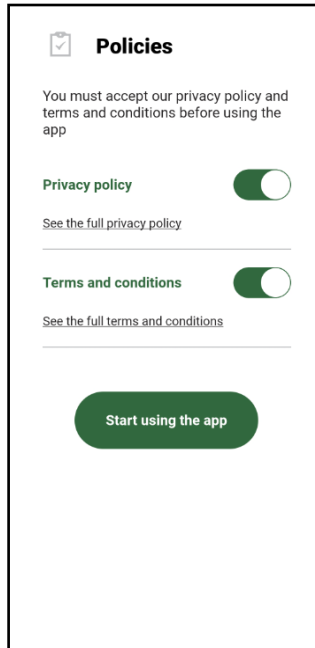 Policies
You must accept our privacy policy and
terms and conditions before using the
app
Privacy policy
See the full privacy policy
Terms and conditions
See the full terms and conditions
Start using the app